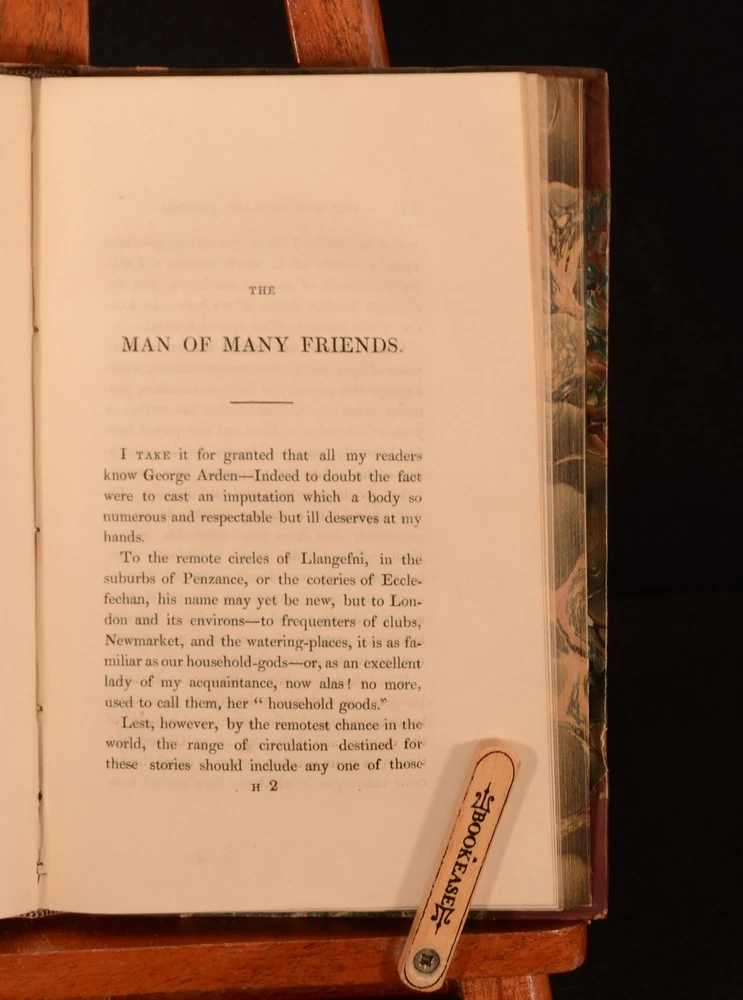 THE
MAN OF MANY FRIENDS.
I TAKE it for granted that all my readers
know George Arden—Indeed to doubt the fact
were to cast an imputation which a body so
numerous and respectable but ill deserves at my
hands.
To the remote circles of Llangefni, in the
suburbs of Penzance, or the coteries of Eccle-
fechan, his name may yet be new, but to Lon-
don and its environs—to frequenters of clubs,
Newmarket, and the watering-places, it is as fa-
miliar as our household-gods—or, as an excellent
lady of my acquaintance, now alas! no more,
used to call them, her “ household goods.”
Lest, however, by the remotest chance in the
world, the range of circulation destined for
these stories should include any one of those
H 2
BOOKEASEL